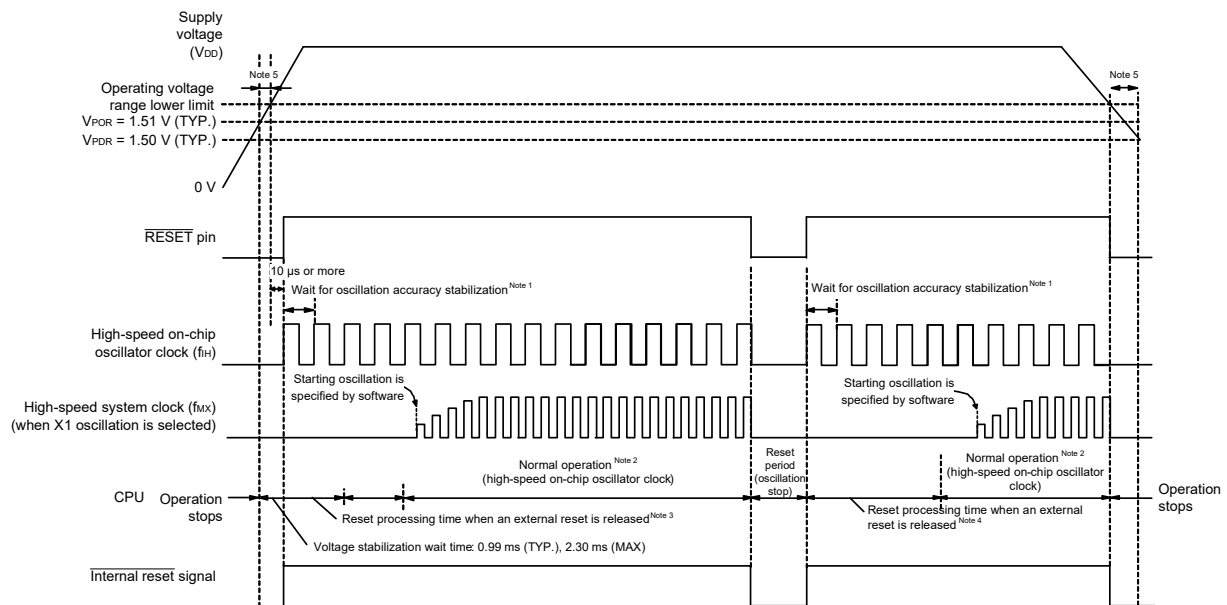 Supply
voltage
(VDD)
Note 5
Note 5
Operating voltage
range lower limit
VPOR = 1.51 V (TYP.)
VPDR = 1.50 V (TYP.)
0 V
RESET pin
10 µs or more
Wait for oscillation accuracy stabilization Note 1
Wait for oscillation accuracy stabilization Note 1
High-speed on-chip
oscillator clock (fIH)
Starting oscillation is
specified by software
Starting oscillation is
specified by software
High-speed system clock (fMX)
(when X1 oscillation is selected)
Normal operation Note 2
(high-speed on-chip oscillator clock)
Reset
period
(oscillation
stop)
Normal operation Note 2
(high-speed on-chip oscillator
clock)
CPU
Operation
stops
Operation
stops
Reset processing time when an external reset is released Note 3
Reset processing time when an external
reset is released Note 4
Voltage stabilization wait time: 0.99 ms (TYP.), 2.30 ms (MAX)
Internal reset signal